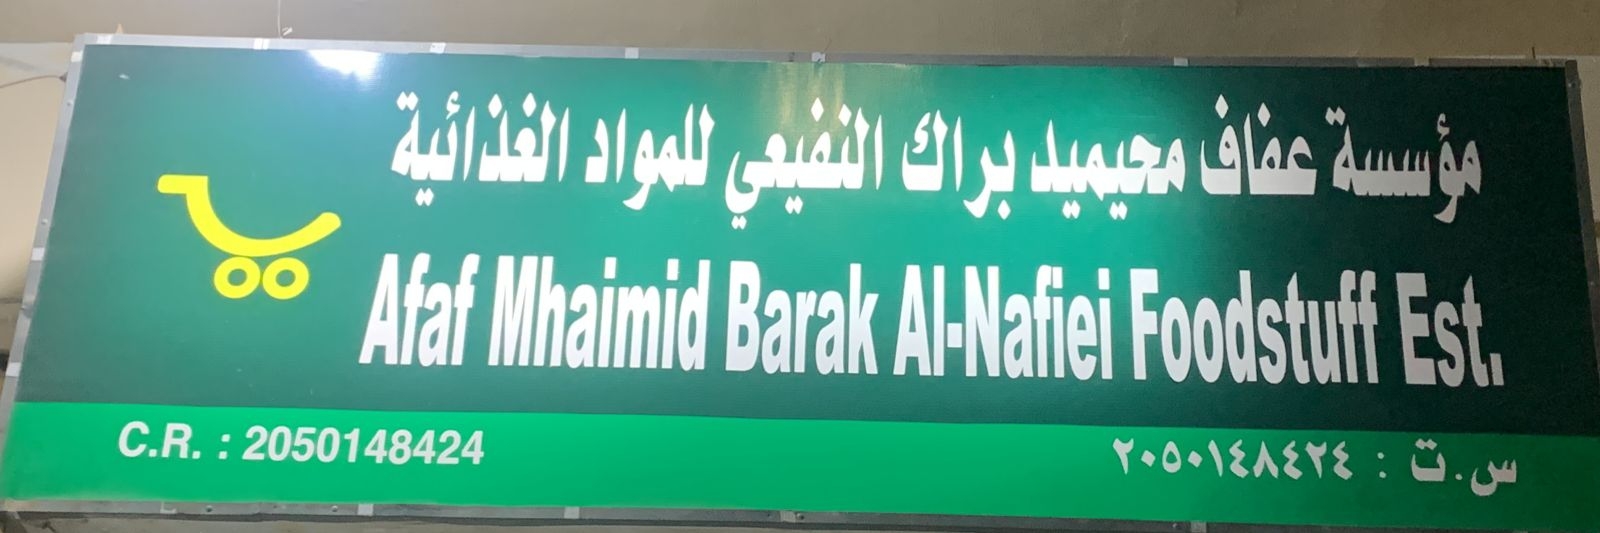 مؤسسة عفاف محيميد براك النفيعي للمواد الغذائية
Afaf Mhaimid Barak Al-Nafiei Foodstuff Est.
C.R. : 2050148424
س.ت : ٢٠٥٠١٤٨٤٢٤